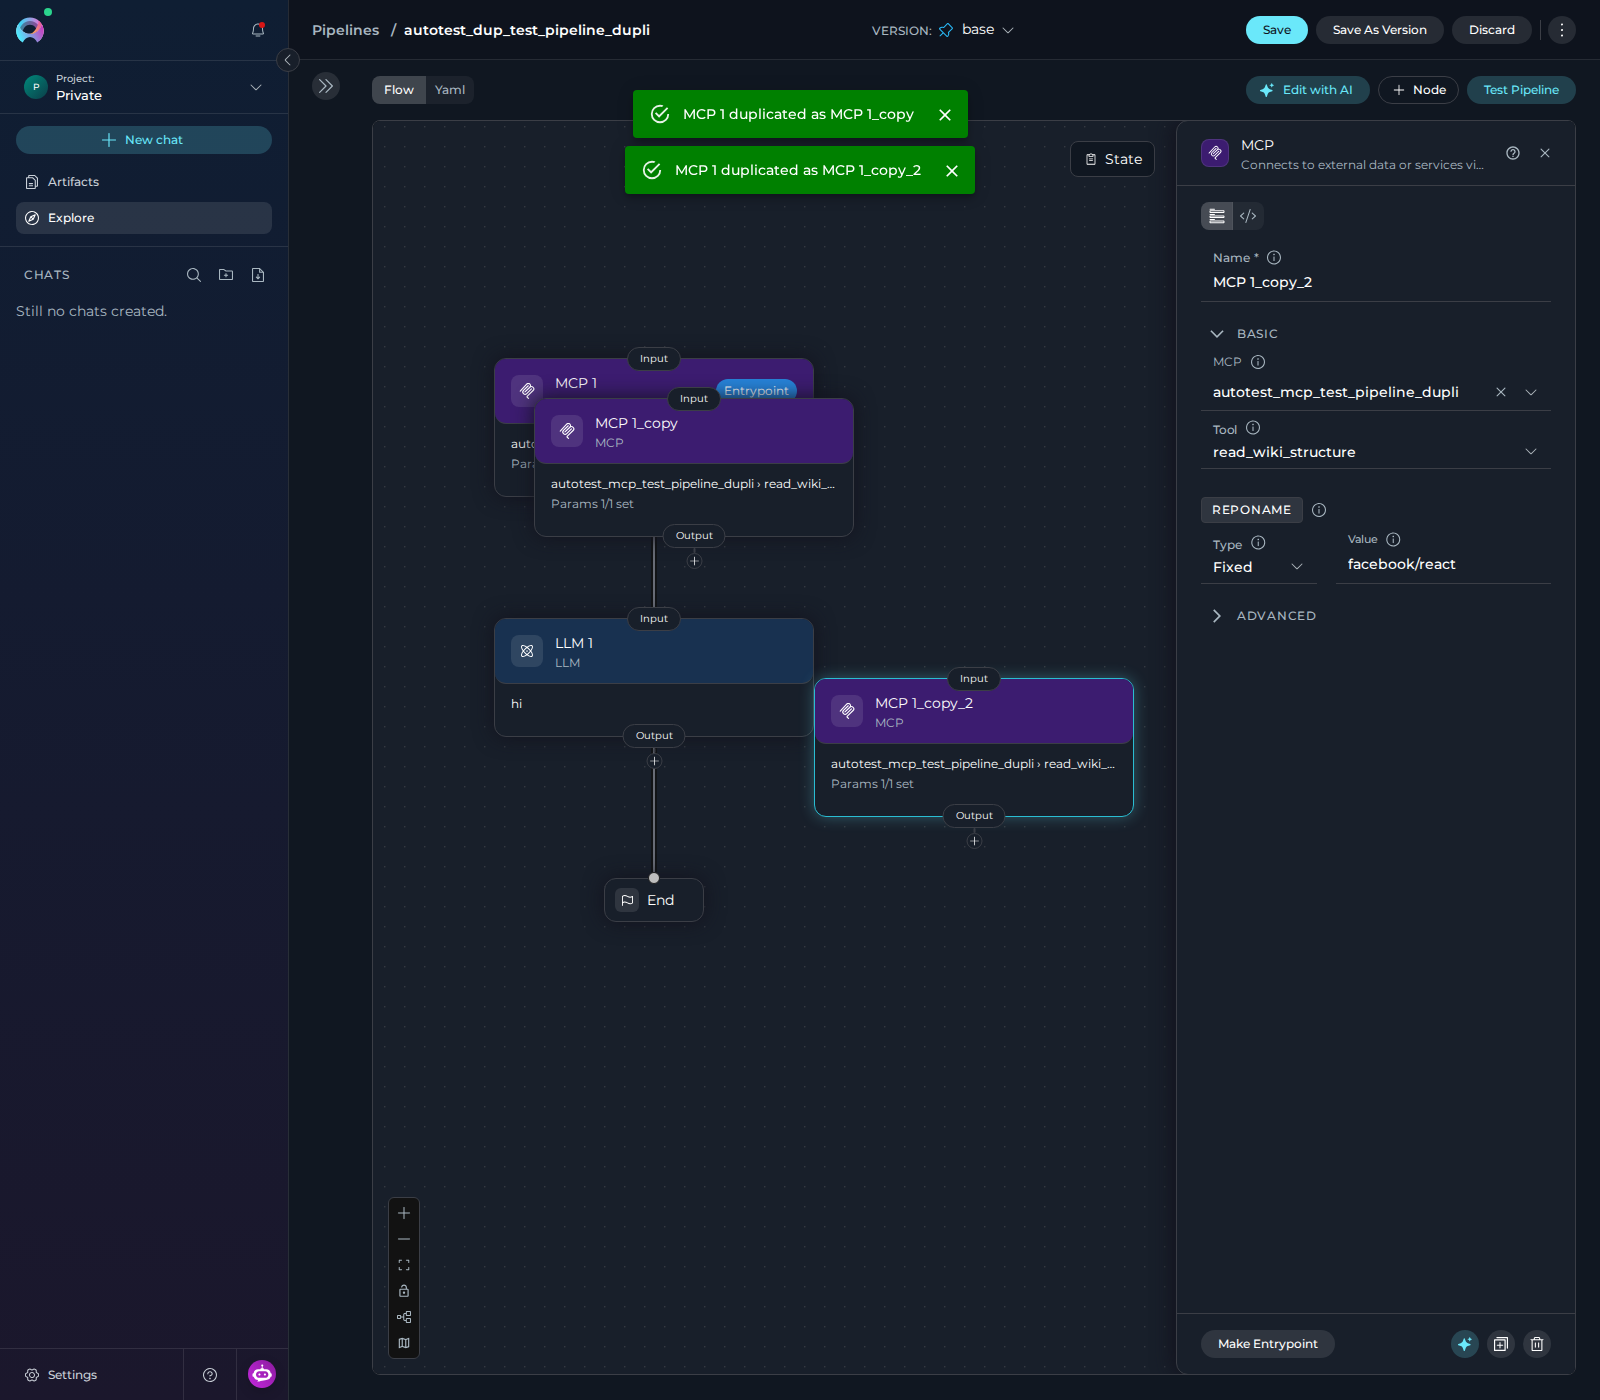 Project:
P
Private
New chat
Artifacts
Explore
CHATS
Still no chats created.
Settings
Pipelines / autotest_dup_test_pipeline_dupli
VERSION: base
Save
Save As Version
Discard
Flow
Yaml
Edit with AI
Node
Test Pipeline
MCP 1 duplicated as MCP 1_copy
MCP 1 duplicated as MCP 1_copy_2
State
Input
MCP 1
Entrypoint
Input
MCP 1_copy
MCP
autotest_mcp_test_pipeline_dupli › read_wiki_...
Params 1/1 set
Output
Input
LLM 1
LLM
hi
Output
Input
MCP 1_copy_2
MCP
autotest_mcp_test_pipeline_dupli › read_wiki_...
Params 1/1 set
Output
End
MCP
Connects to external data or services vi...
Name *
MCP 1_copy_2
BASIC
MCP
autotest_mcp_test_pipeline_dupli
Tool
read_wiki_structure
REPONAME
Type
Fixed
Value
facebook/react
ADVANCED
Make Entrypoint